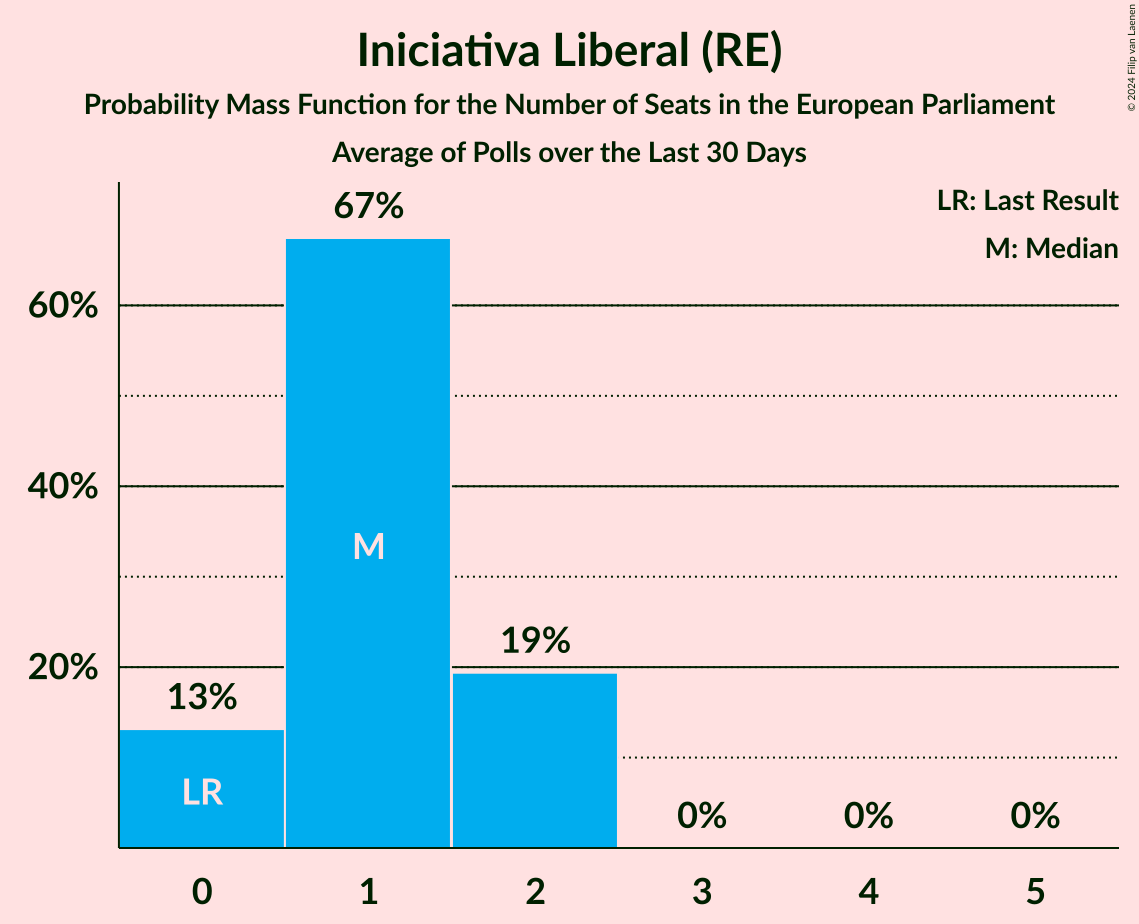 Iniciativa Liberal (RE)
Probability Mass Function for the Number of Seats in the European Parliament
Average of Polls over the Last 30 Days
© 2024 Filip van Laenen
LR: Last Result
M: Median
67%
60%
40%
M
19%
20%
13%
LR
0%
0%
0%
0
1
2
3
4
5